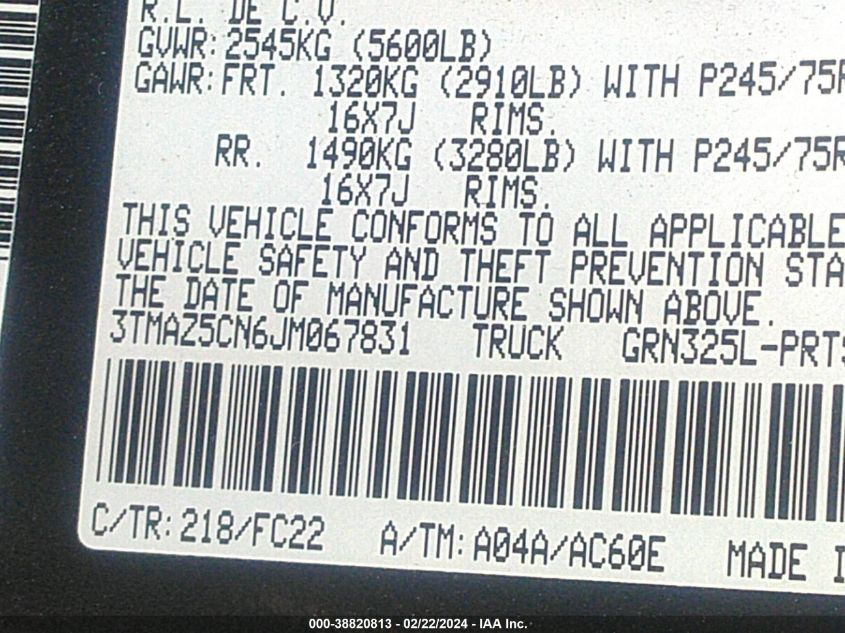 R.L. DE C.V.
GVWR: 2545KG (5600LB)
GAWR: FRT. 1320KG (2910LB) WITH P245/75R
16X7J RIMS.
RR. 1490KG (3280LB) WITH P245/75R
16X7J RIMS.
THIS VEHICLE CONFORMS TO ALL APPLICABLE
VEHICLE SAFETY AND THEFT PREVENTION STA
THE DATE OF MANUFACTURE SHOWN ABOVE.
3TMAZ5CN6JM067831 TRUCK GRN325L-PRTS
C/TR: 218/FC22 A/TM: A04A/AC60E MADE I
000-38820813 - 02/22/2024 - IAA Inc.